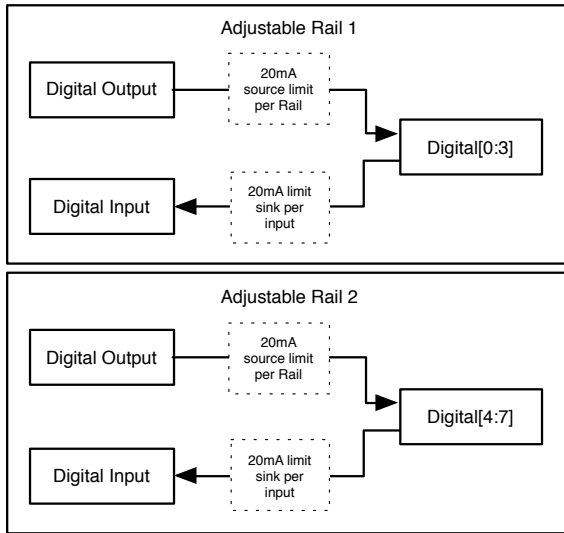 Adjustable Rail 1
Digital Output
20mA
source limit
per Rail
Digital[0:3]
Digital Input
20mA limit
sink per
input
Adjustable Rail 2
Digital Output
20mA
source limit
per Rail
Digital[4:7]
Digital Input
20mA limit
sink per
input